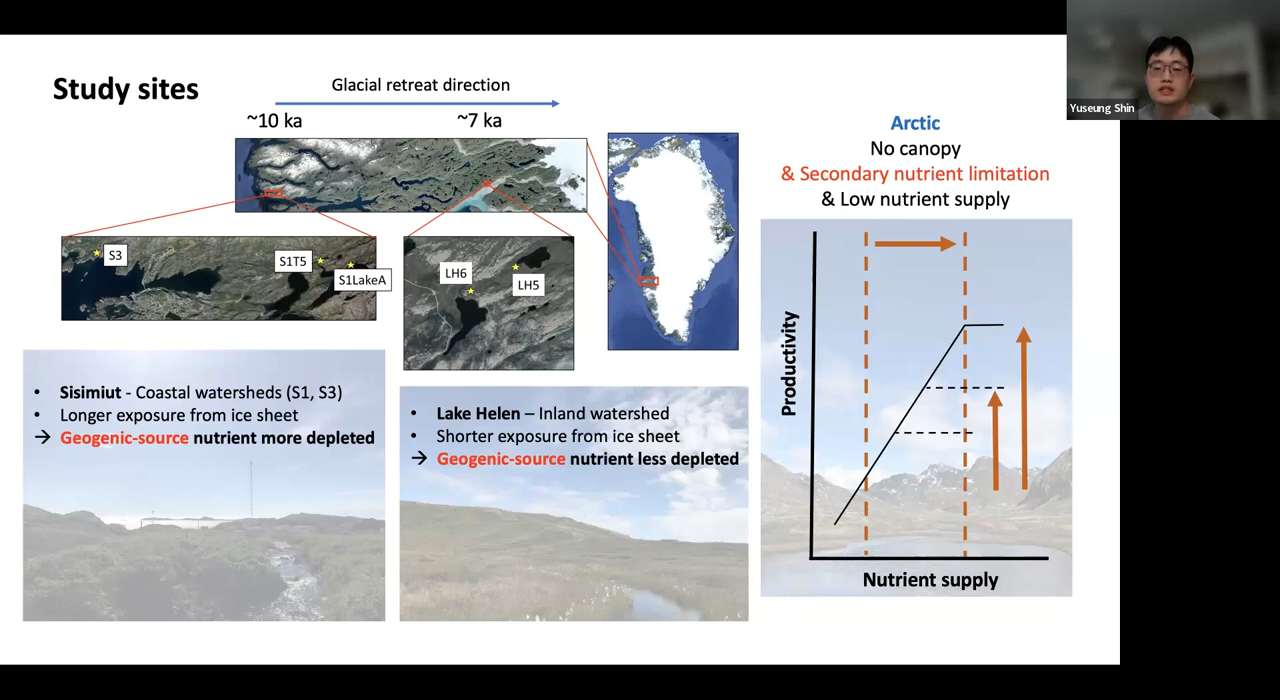 Study sites
Glacial retreat direction
~10 ka
~7 ka
S3
S1T5
S1LakeA
LH6
LH5
• Sisimiut - Coastal watersheds (S1, S3)
• Longer exposure from ice sheet
→ Geogenic-source nutrient more depleted
• Lake Helen – Inland watershed
• Shorter exposure from ice sheet
→ Geogenic-source nutrient less depleted
Arctic
No canopy
& Secondary nutrient limitation
& Low nutrient supply
Productivity
Nutrient supply
Yuseung Shin